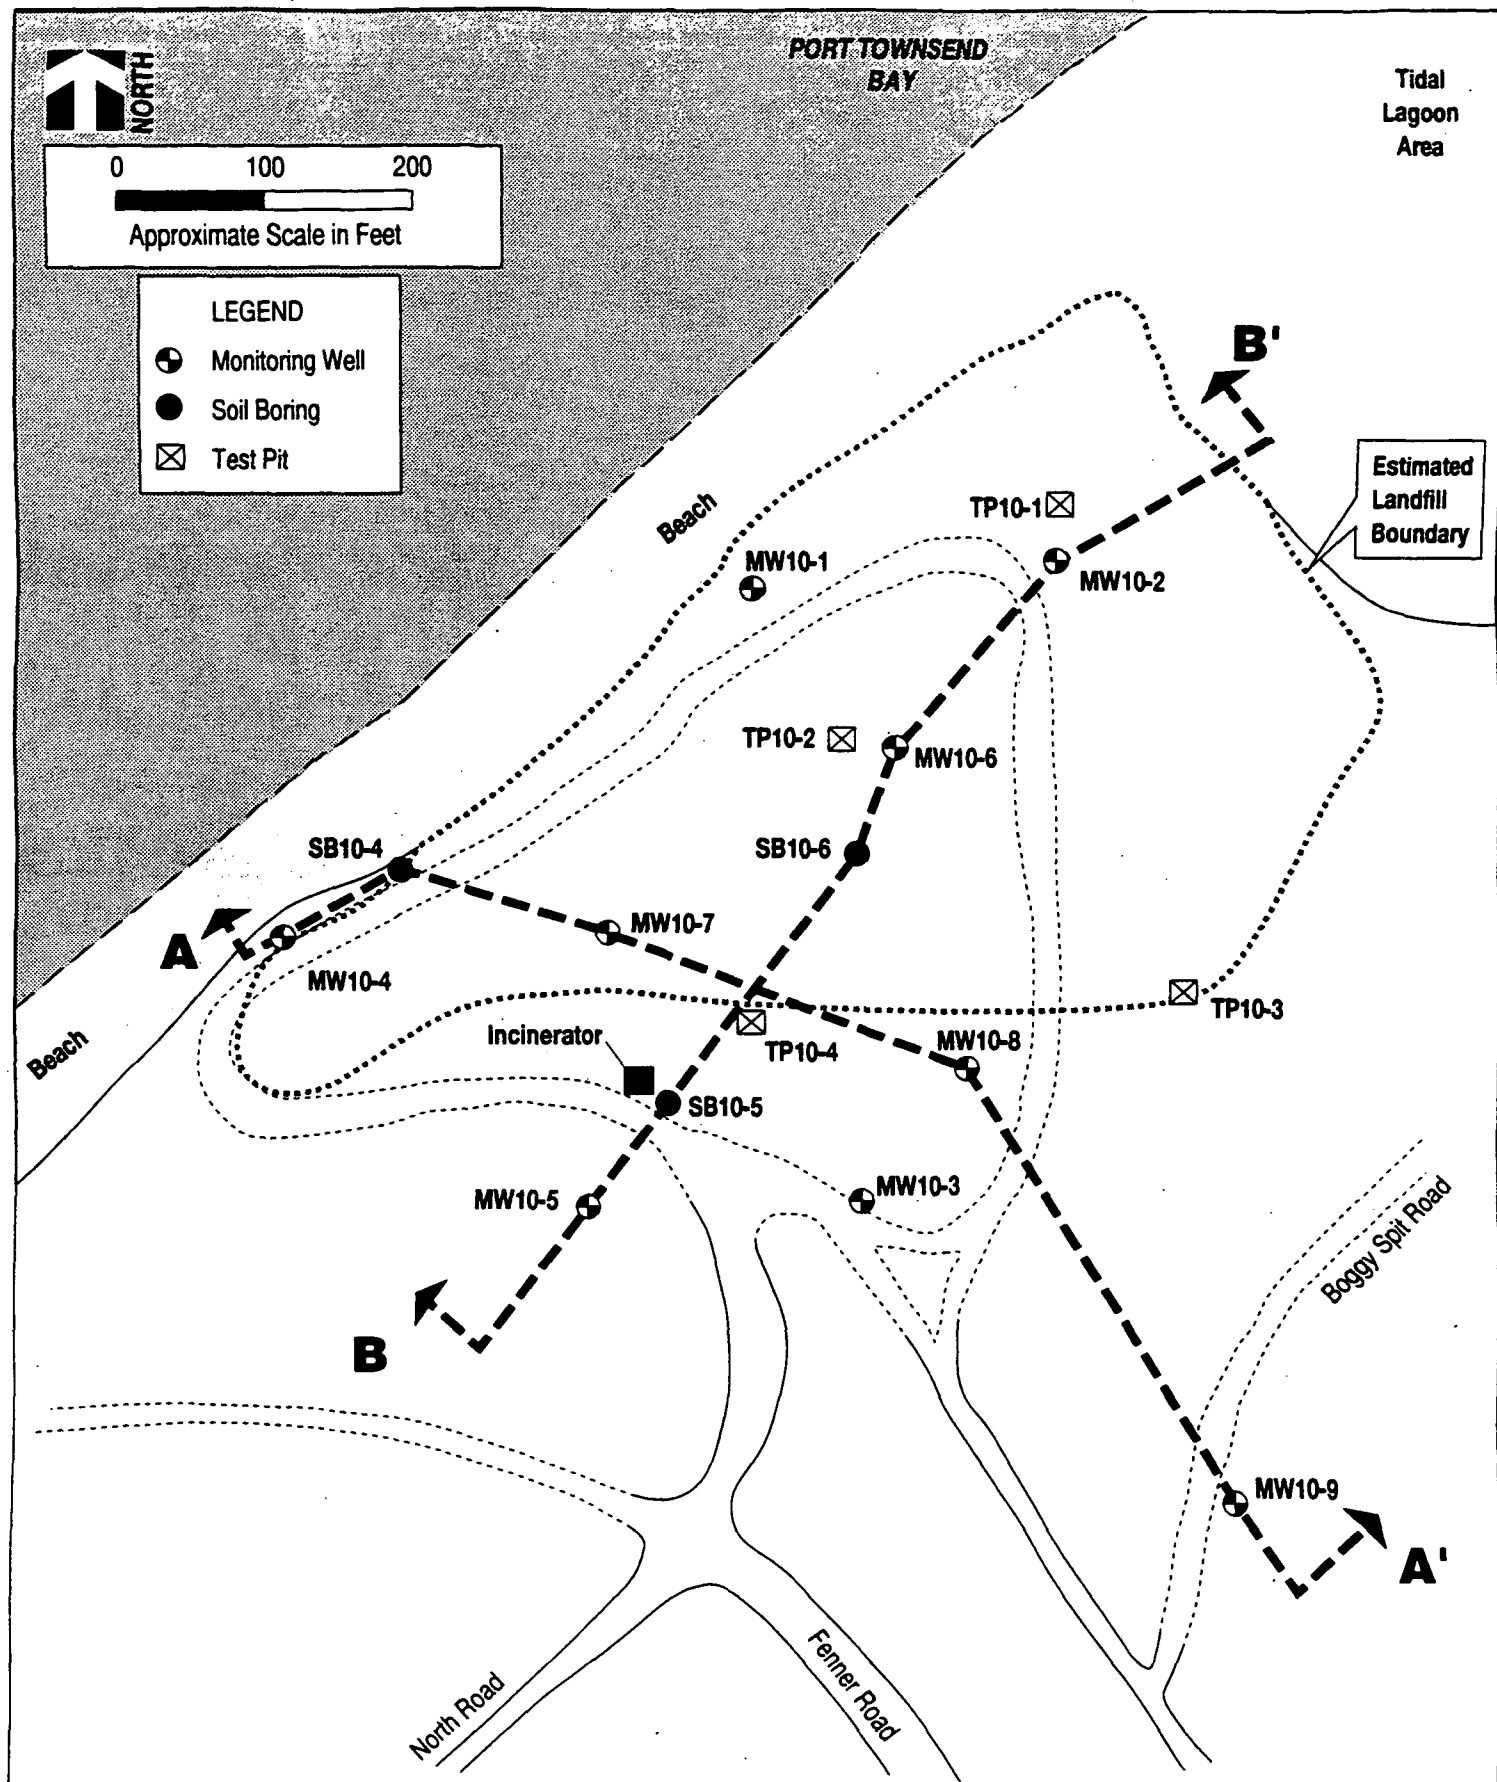 PORT TOWNSEND
BAY
Tidal
Lagoon
Area
NORTH
0 100 200
Approximate Scale in Feet
LEGEND
Monitoring Well
Soil Boring
Test Pit
B'
Estimated
Landfill
Boundary
TP10-1
Beach
MW10-1
MW10-2
TP10-2
MW10-6
SB10-4
SB10-6
A
MW10-7
MW10-4
TP10-3
Incinerator
MW10-8
TP10-4
Beach
SB10-5
MW10-5
MW10-3
Boggy Spit Road
B
MW10-9
A'
North Road
Fenner Road